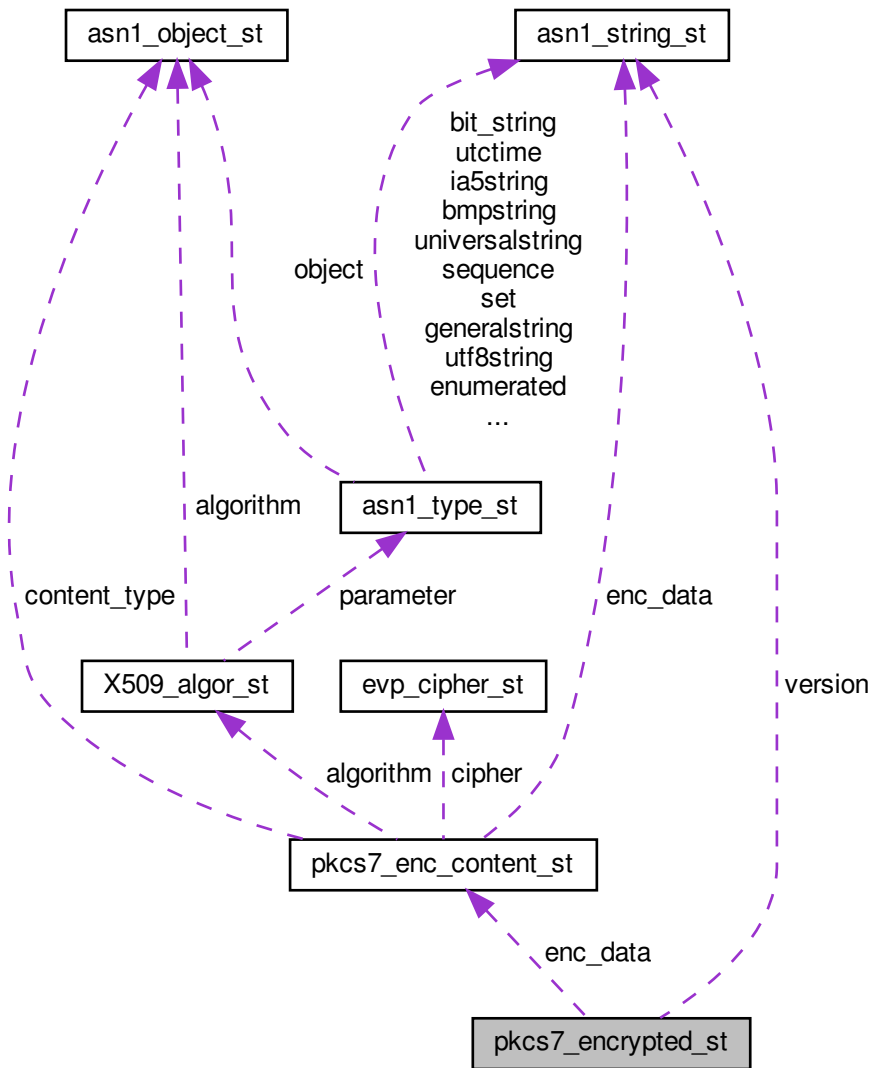 asn1_object_st
asn1_string_st
bit_string
utctime
ia5string
bmpstring
universalstring
sequence
set
generalstring
utf8string
enumerated
...
object
asn1_type_st
algorithm
content_type
parameter
enc_data
X509_algor_st
evp_cipher_st
version
algorithm
cipher
pkcs7_enc_content_st
enc_data
pkcs7_encrypted_st